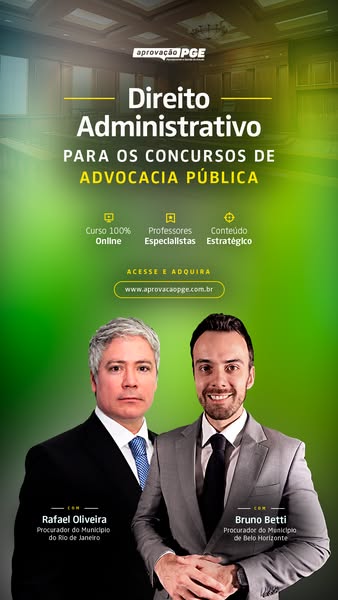 aprovação PGE
Direito
Administrativo
PARA OS CONCURSOS DE
ADVOCACIA PÚBLICA
Curso 100%
Online
Professores
Especialistas
Conteúdo
Estratégico
ACESSE E ADQUIRA
www.aprovacaopge.com.br
COM
Rafael Oliveira
Procurador do Município
do Rio de Janeiro
COM
Bruno Betti
Procurador do Município
de Belo Horizonte